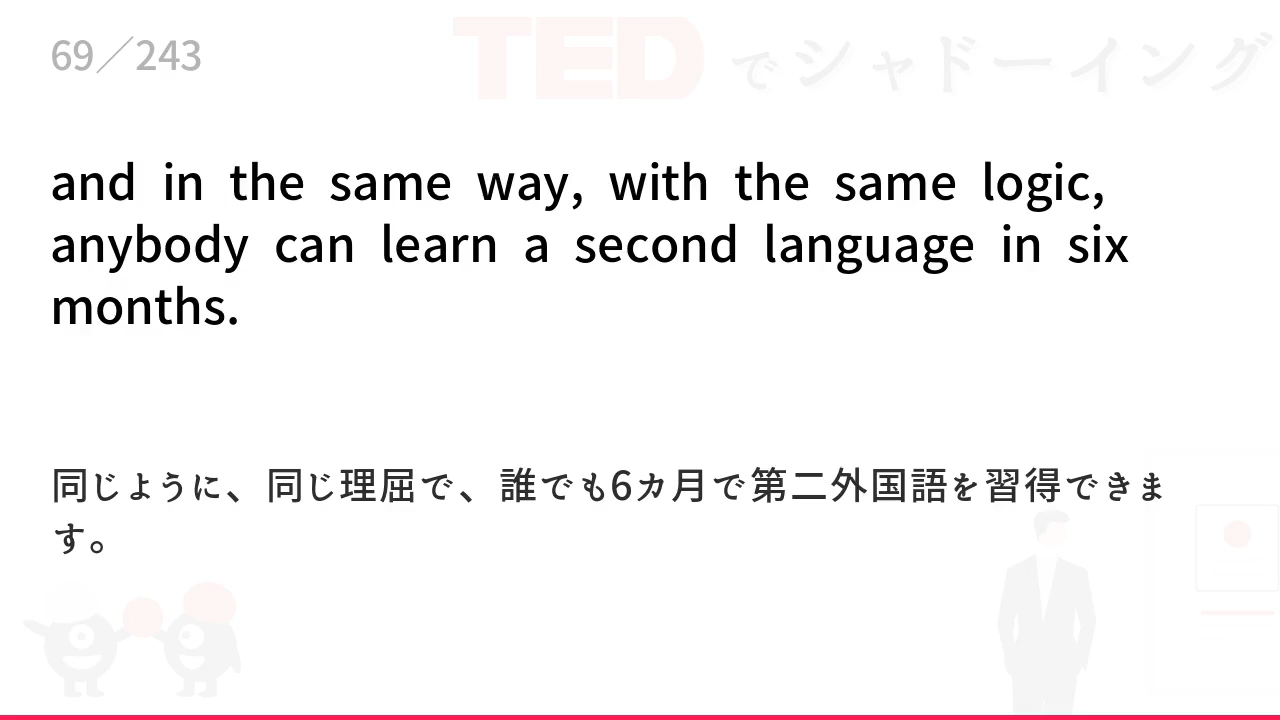 69／243
TEDでシャドーイング
and in the same way, with the same logic,
anybody can learn a second language in six
months.
同じように、同じ理屈で、誰でも6カ月で第二外国語を習得できま
す。